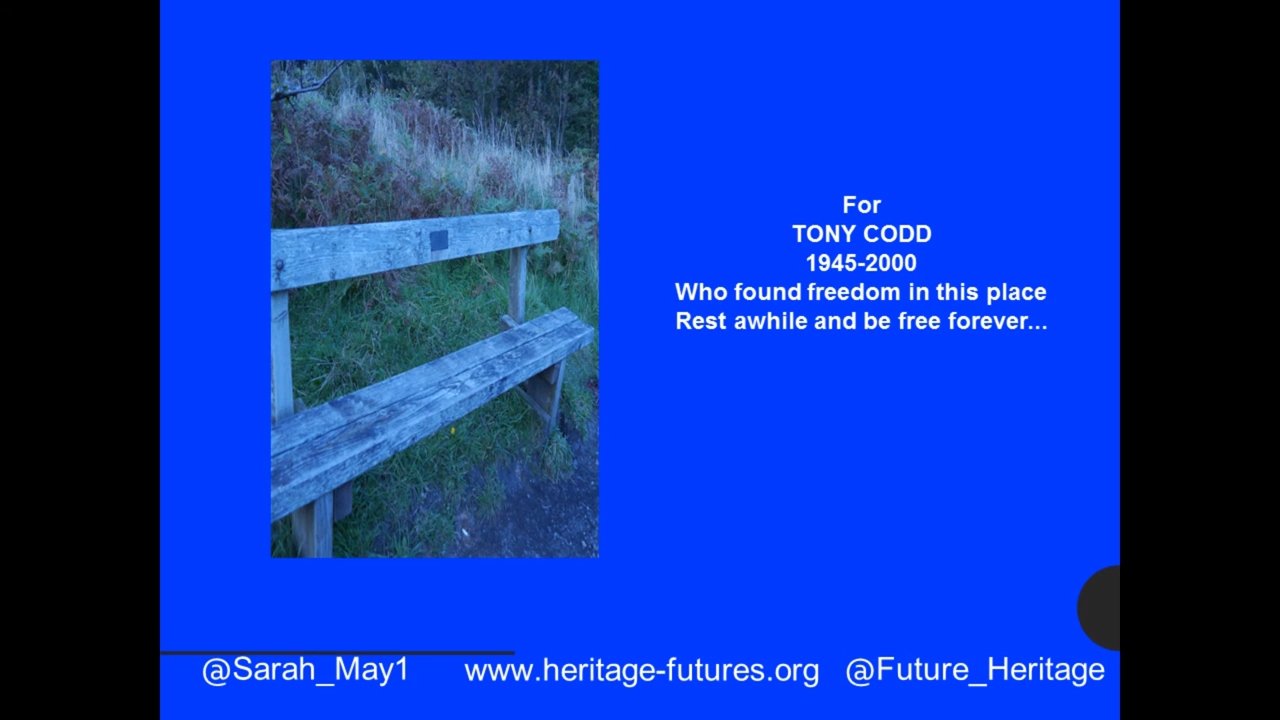 For
TONY CODD
1945-2000
Who found freedom in this place
Rest awhile and be free forever...
@Sarah_May1 www.heritage-futures.org @Future_Heritage